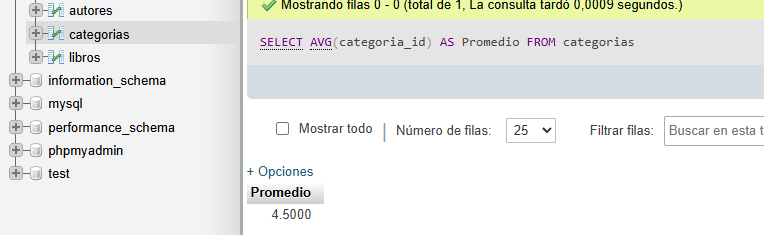 autores
categorias
libros
information_schema
mysql
performance_schema
phpmyadmin
test
Mostrando filas 0 - 0 (total de 1, La consulta tardó 0,0009 segundos.)
SELECT AVG(categoria_id) AS Promedio FROM categorias
Mostrar todo | Número de filas: 25 Filtrar filas: Buscar en esta t
+ Opciones
Promedio
4.5000